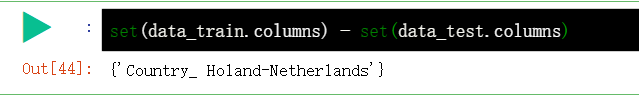 : set(data_train.columns) - set(data_test.columns)
Out[44]: {'Country_ Holand-Netherlands'}